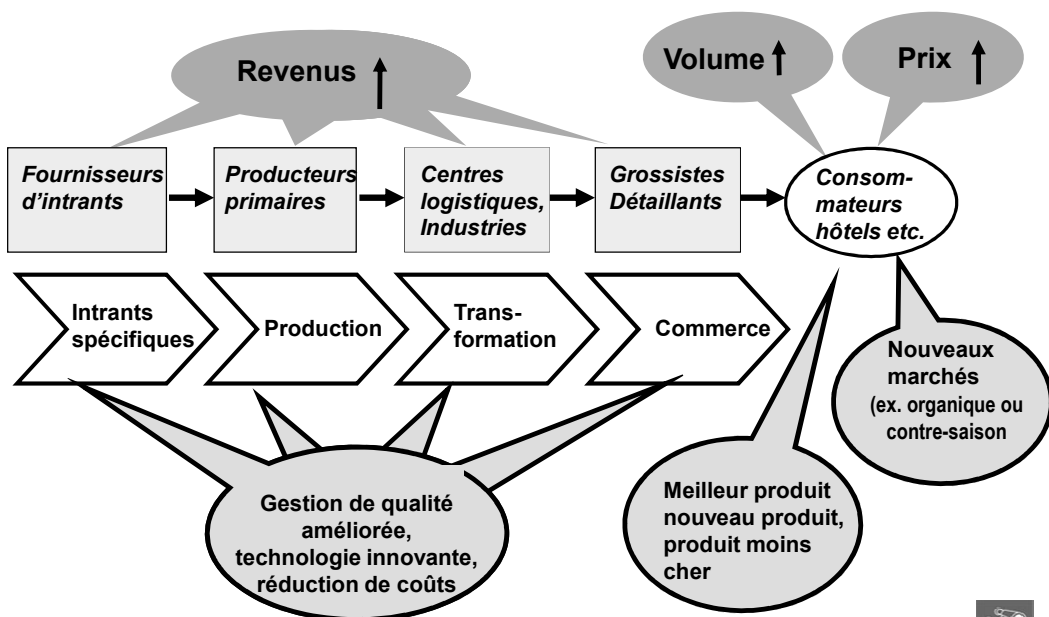 Revenus
Volume
Prix
Fournisseurs
d’intrants
Producteurs
primaires
Centres
logistiques,
Industries
Grossistes
Détaillants
Consom-
mateurs
hôtels etc.
Intrants
spécifiques
Production
Trans-
formation
Commerce
Nouveaux
marchés
(ex. organique ou
contre-saison
Gestion de qualité
améliorée,
technologie innovante,
réduction de coûts
Meilleur produit
nouveau produit,
produit moins
cher